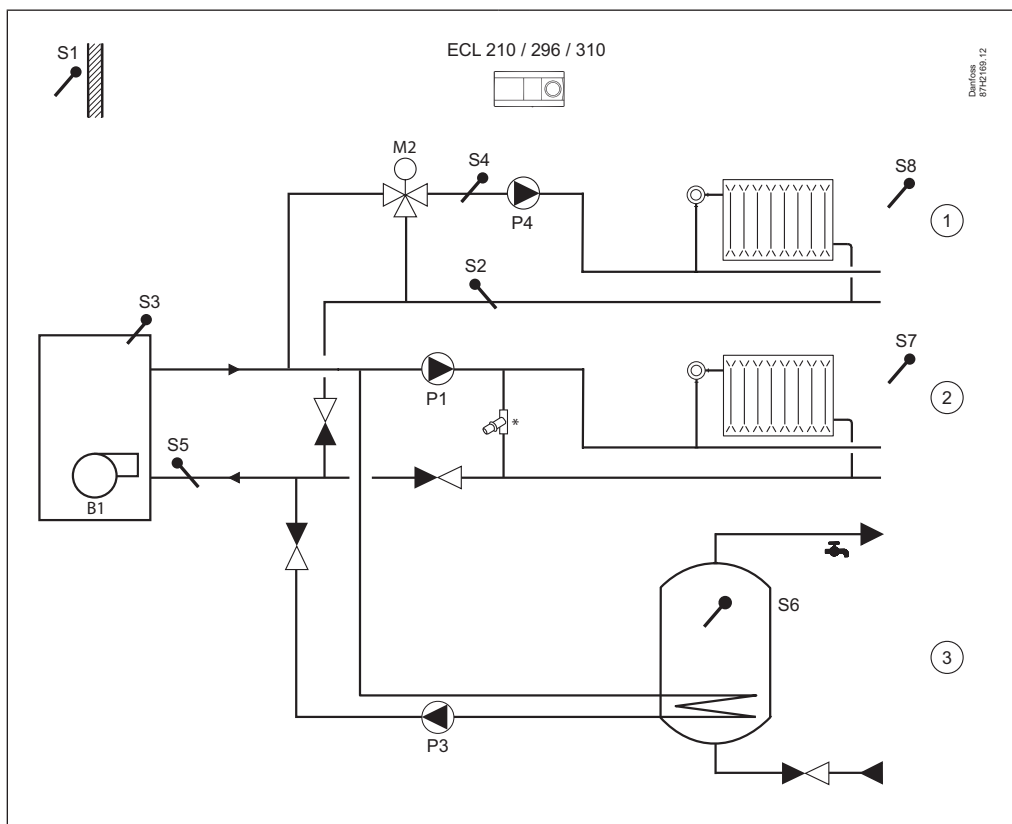 S1
ECL 210 / 296 / 310
Danfoss
87H2169.12
M2
S4
S8
P4
1
S2
S3
S7
P1
*
2
S5
B1
S6
3
P3